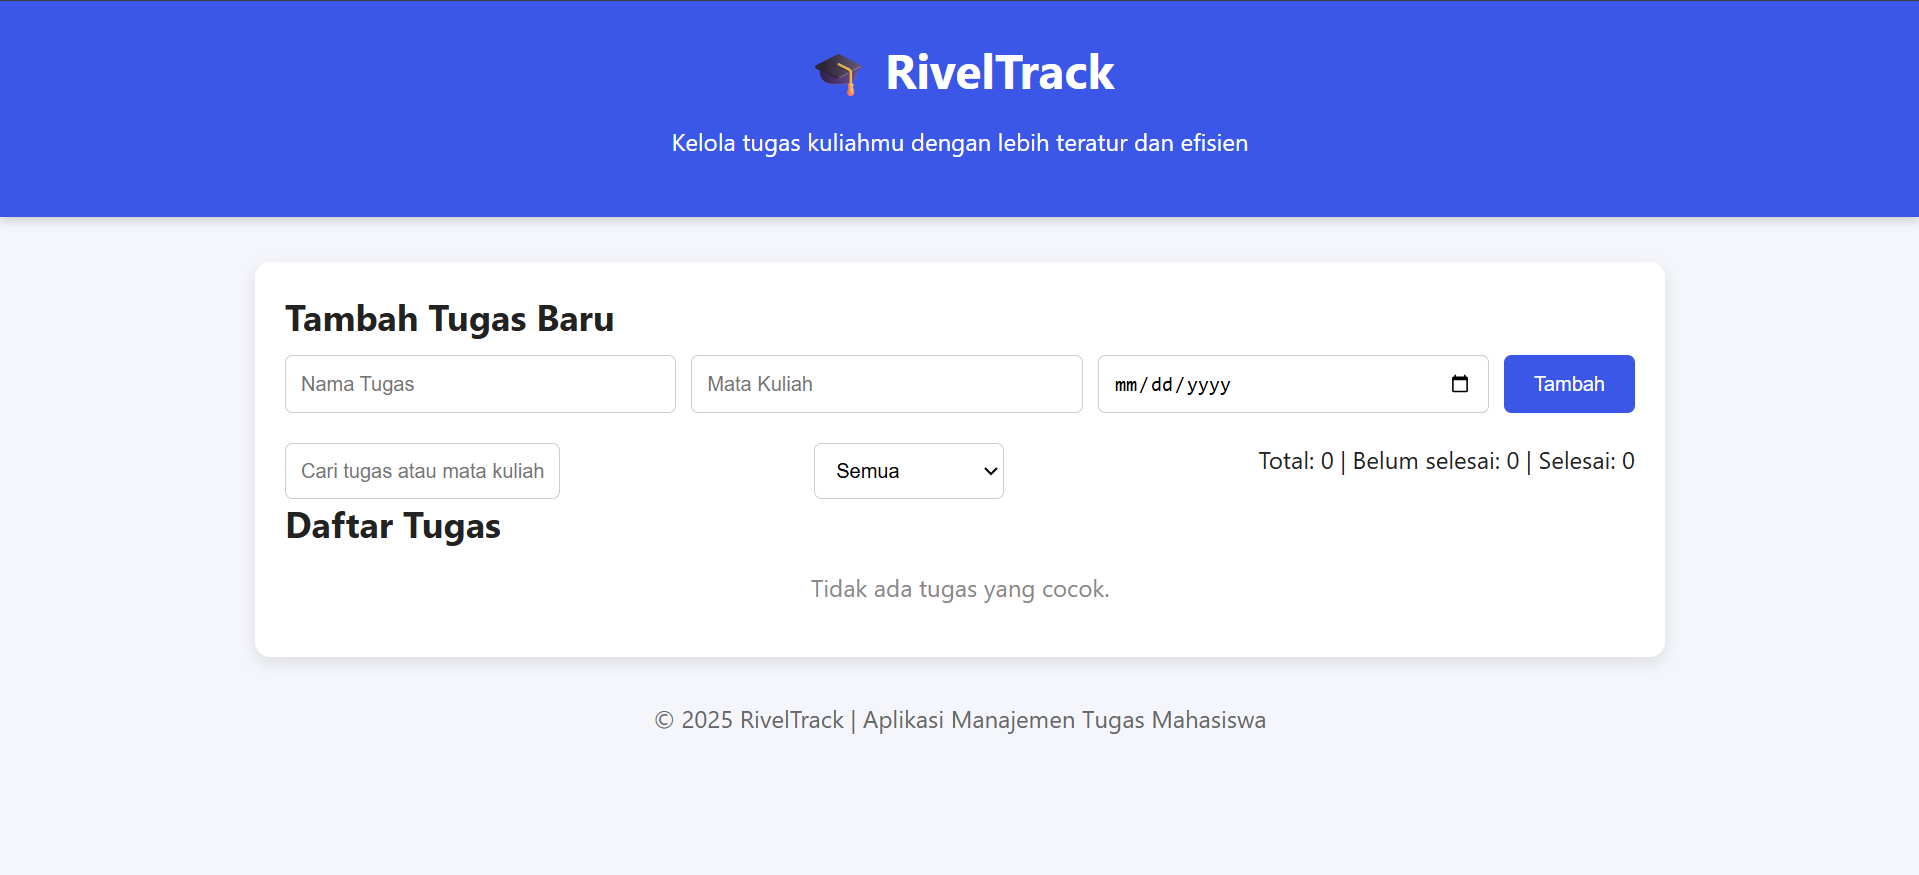 🎓 RivelTrack
Kelola tugas kuliahmu dengan lebih teratur dan efisien
Tambah Tugas Baru
Nama Tugas
Mata Kuliah
mm/dd/yyyy
Tambah
Cari tugas atau mata kuliah
Semua
Total: 0 | Belum selesai: 0 | Selesai: 0
Daftar Tugas
Tidak ada tugas yang cocok.
© 2025 RivelTrack | Aplikasi Manajemen Tugas Mahasiswa